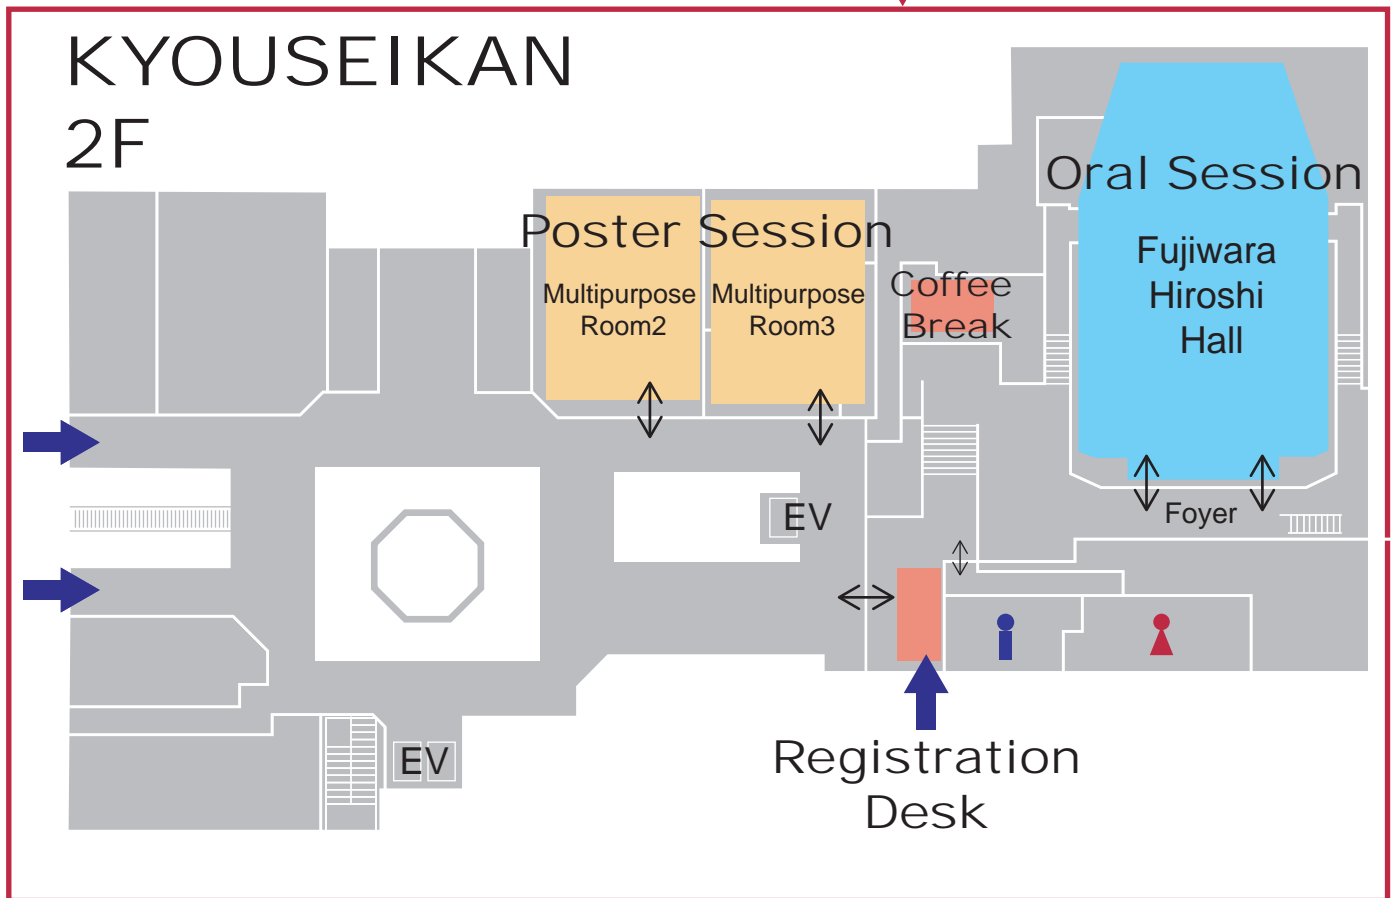 KYOUSEIKAN
2F
Oral Session
Fujiwara
Hiroshi
Hall
Poster Session
Multipurpose
Room2
Multipurpose
Room3
Coffee
Break
EV
Foyer
EV
Registration
Desk